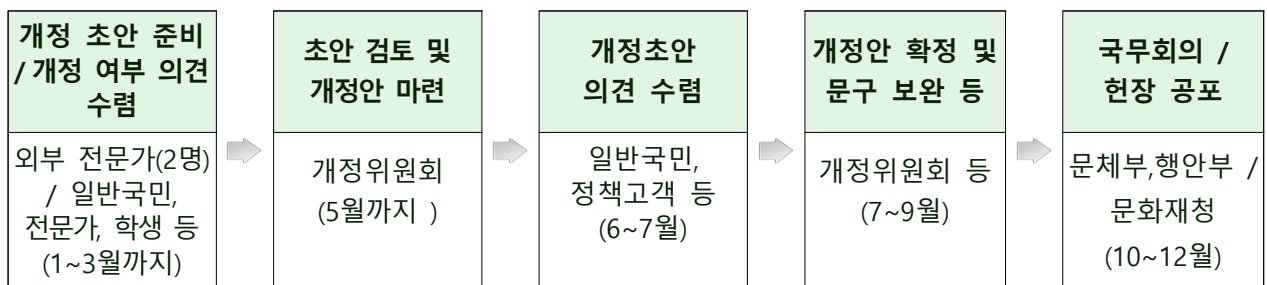 개정 초안 준비
/ 개정 여부 의견
수렴
외부 전문가(2명)
/ 일반국민,
전문가, 학생 등
(1~3월까지)
초안 검토 및
개정안 마련
개정위원회
(5월까지 )
개정초안
의견 수렴
일반국민,
정책고객 등
(6~7월)
개정안 확정 및
문구 보완 등
개정위원회 등
(7~9월)
국무회의 /
헌장 공포
문체부,행안부 /
문화재청
(10~12월)